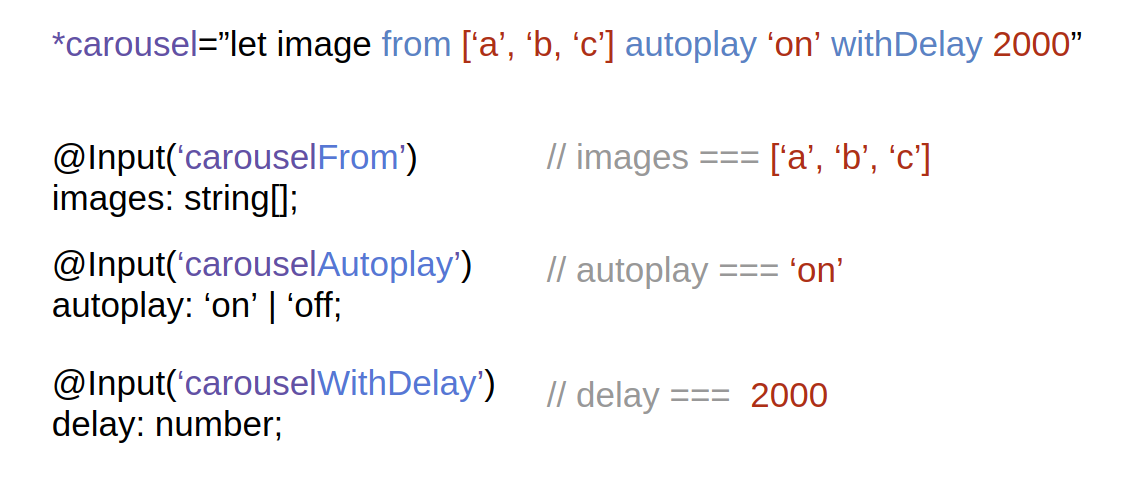 *carousel=”let image from [‘a’, ‘b, ‘c’] autoplay ‘on’ withDelay 2000”
@Input(‘carouselFrom’) // images === [‘a’, ‘b’, ‘c’]
images: string[];
@Input(‘carouselAutoplay’) // autoplay === ‘on’
autoplay: ‘on’ | ‘off;
@Input(‘carouselWithDelay’) // delay === 2000
delay: number;